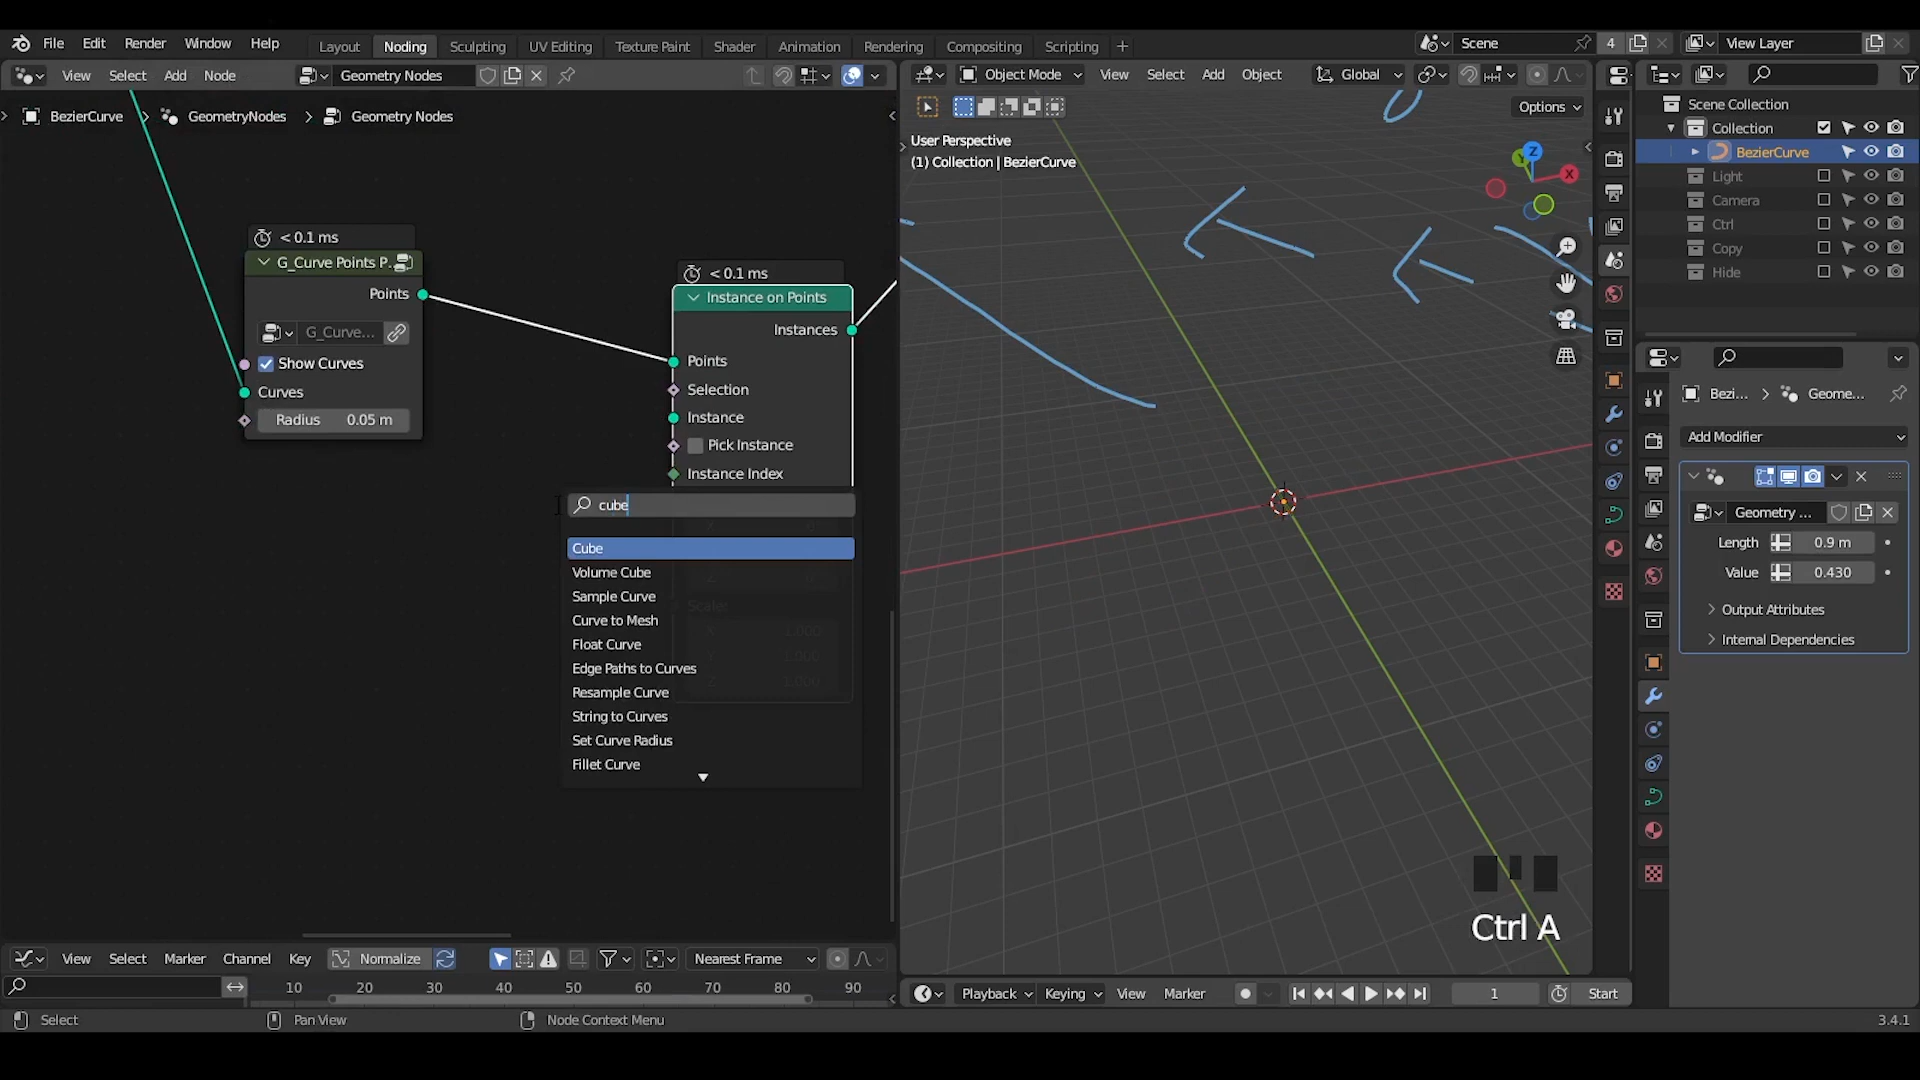 File Edit Render Window Help Layout Noding Sculpting UV Editing Texture Paint Shader Animation Rendering Compositing Scripting Scene 4 View Layer
View Select Add Node Geometry Nodes
Object Mode View Select Add Object Global
BezierCurve > GeometryNodes > Geometry Nodes
Options
User Perspective
(1) Collection | BezierCurve
Z
Y
X
Scene Collection
Collection
BezierCurve
Light
Camera
Ctrl
Copy
Hide
< 0.1 ms
G_Curve Points P..
Points
G_Curve...
Show Curves
Curves
Radius 0.05 m
< 0.1 ms
Instance on Points
Instances
Points
Selection
Instance
Pick Instance
Instance Index
cube
Cube
Volume Cube
Sample Curve
Curve to Mesh
Float Curve
Edge Paths to Curves
Resample Curve
String to Curves
Set Curve Radius
Fillet Curve
Scale:
X 1.000
Y 1.000
Z 1.000
Bezi... > Geome...
Add Modifier
Geometry ...
Length 0.9 m
Value 0.430
Output Attributes
Internal Dependencies
Ctrl A
View Select Marker Channel Key Normalize Nearest Frame
10 20 30 40 50 60 70 80 90
Playback Keying View Marker 1 Start
Select Pan View Node Context Menu 3.4.1